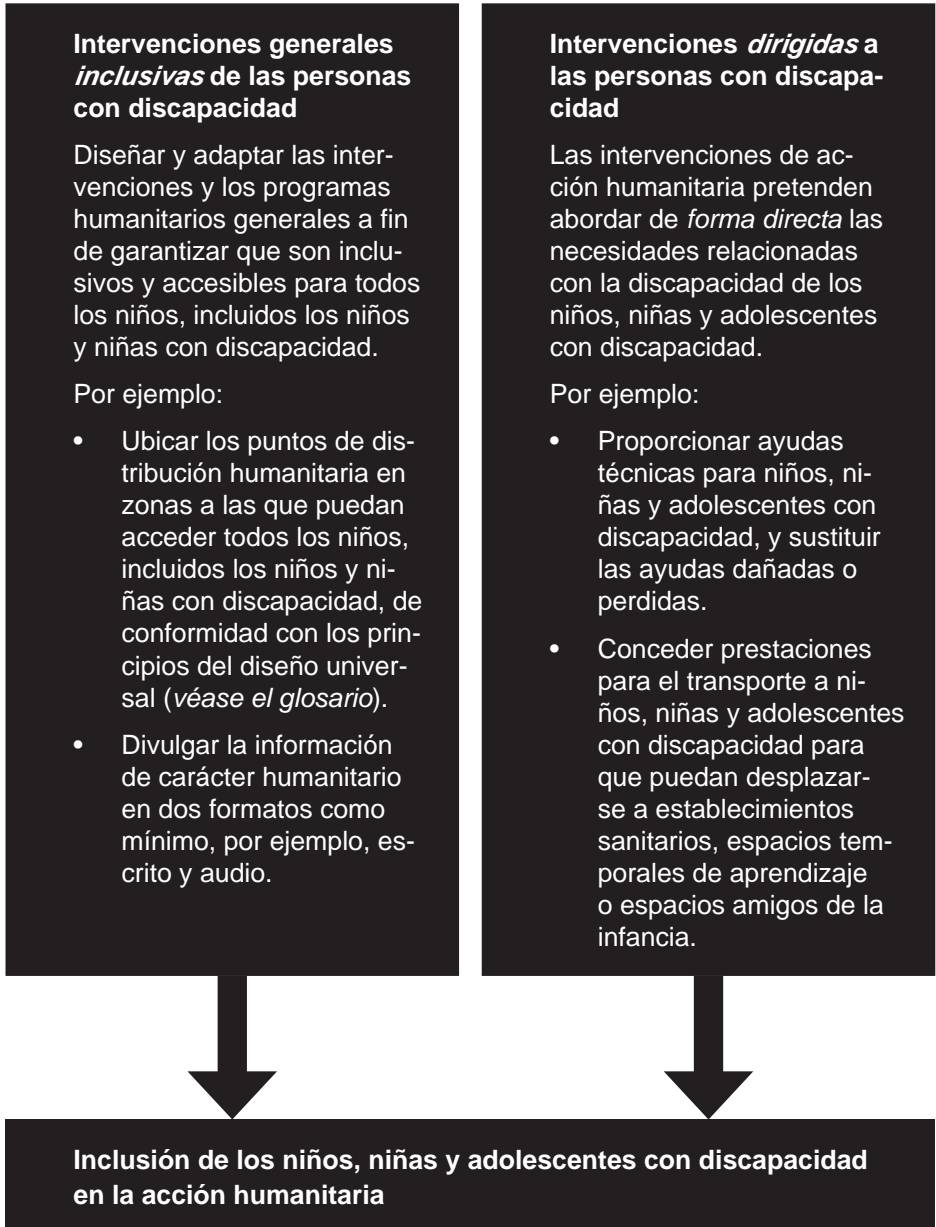 Intervenciones generales
inclusivas de las personas
con discapacidad
Diseñar y adaptar las inter-
venciones y los programas
humanitarios generales a fin
de garantizar que son inclu-
sivos y accesibles para todos
los niños, incluidos los niños
y niñas con discapacidad.
Por ejemplo:
• Ubicar los puntos de dis-
tribución humanitaria en
zonas a las que puedan
acceder todos los niños,
incluidos los niños y ni-
ñas con discapacidad, de
conformidad con los prin-
cipios del diseño univer-
sal (véase el glosario).
• Divulgar la información
de carácter humanitario
en dos formatos como
mínimo, por ejemplo, es-
crito y audio.
Intervenciones dirigidas a
las personas con discapa-
cidad
Las intervenciones de ac-
ción humanitaria pretenden
abordar de forma directa las
necesidades relacionadas
con la discapacidad de los
niños, niñas y adolescentes
con discapacidad.
Por ejemplo:
• Proporcionar ayudas
técnicas para niños, ni-
ñas y adolescentes con
discapacidad, y sustituir
las ayudas dañadas o
perdidas.
• Conceder prestaciones
para el transporte a ni-
ños, niñas y adolescentes
con discapacidad para
que puedan desplazar-
se a establecimientos
sanitarios, espacios tem-
porales de aprendizaje
o espacios amigos de la
infancia.
Inclusión de los niños, niñas y adolescentes con discapacidad
en la acción humanitaria